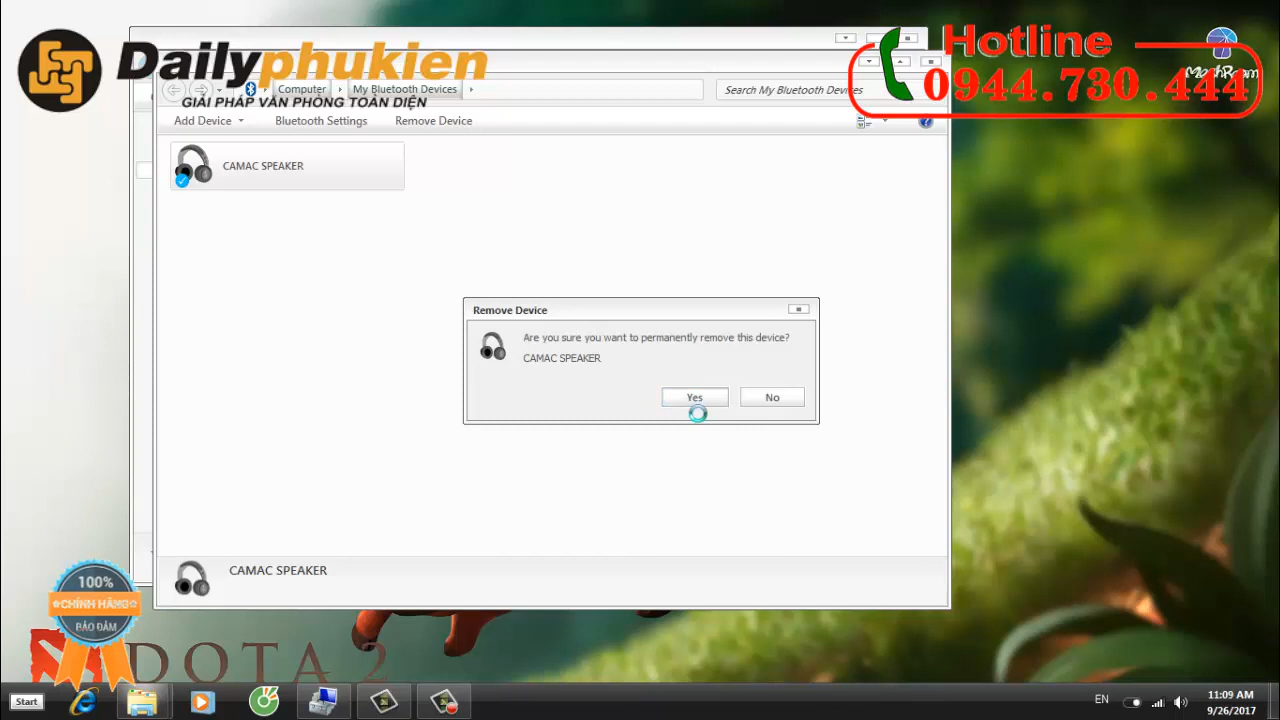 Dailyphukien
GIẢI PHÁP VĂN PHÒNG TOÀN DIỆN
Hotline
0944.730.444
Computer
My Bluetooth Devices
Search My Bluetooth Devices
Add Device
Bluetooth Settings
Remove Device
CAMAC SPEAKER
Remove Device
Are you sure you want to permanently remove this device?
CAMAC SPEAKER
Yes
No
CAMAC SPEAKER
100%
CHÍNH HÃNG
BẢO ĐẢM
DOTA 2
Start
EN
11:09 AM
9/26/2017